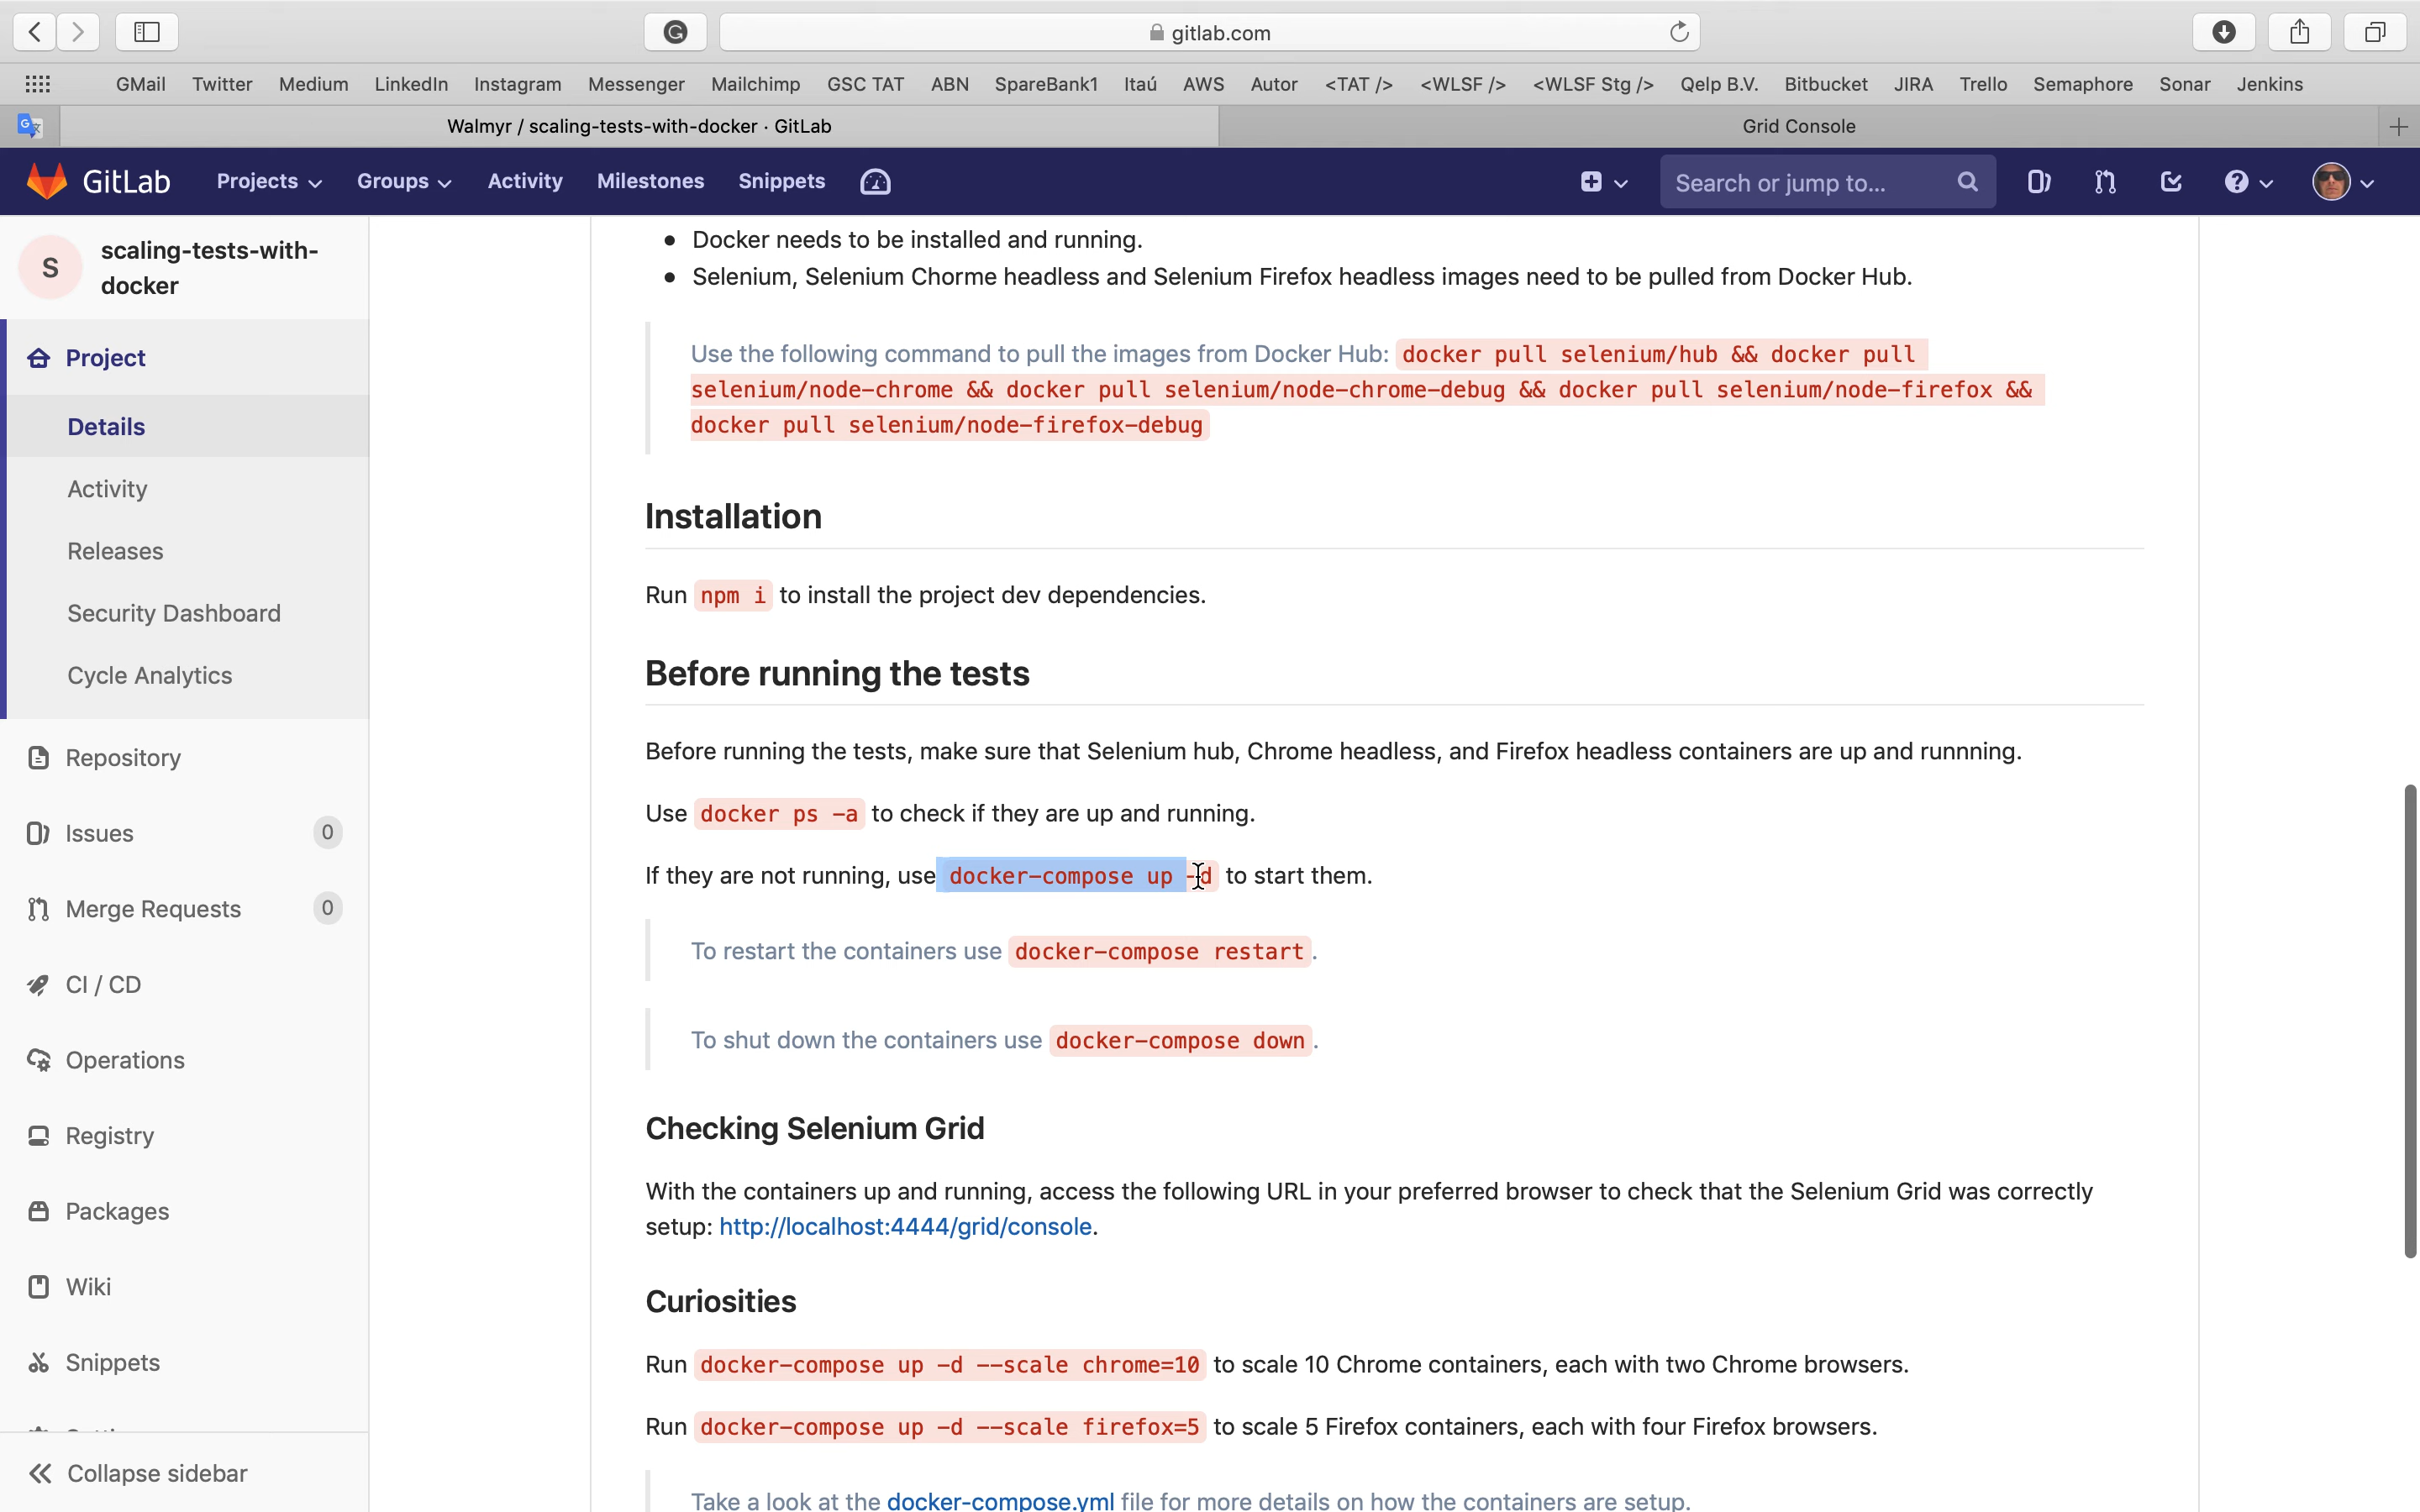 gitlab.com
GMail Twitter Medium LinkedIn Instagram Messenger Mailchimp GSC TAT ABN SpareBank1 Itaú AWS Autor <TAT /> <WLSF /> <WLSF Stg /> Qelp B.V. Bitbucket JIRA Trello Semaphore Sonar Jenkins
Walmyr / scaling-tests-with-docker · GitLab Grid Console
GitLab Projects Groups Activity Milestones Snippets Search or jump to...
S scaling-tests-with-
docker
Project
Details
Activity
Releases
Security Dashboard
Cycle Analytics
Repository
Issues 0
Merge Requests 0
CI / CD
Operations
Registry
Packages
Wiki
Snippets
Collapse sidebar
• Docker needs to be installed and running.
• Selenium, Selenium Chorme headless and Selenium Firefox headless images need to be pulled from Docker Hub.
Use the following command to pull the images from Docker Hub: docker pull selenium/hub && docker pull
selenium/node-chrome && docker pull selenium/node-chrome-debug && docker pull selenium/node-firefox &&
docker pull selenium/node-firefox-debug
Installation
Run npm i to install the project dev dependencies.
Before running the tests
Before running the tests, make sure that Selenium hub, Chrome headless, and Firefox headless containers are up and runnning.
Use docker ps -a to check if they are up and running.
If they are not running, use docker-compose up -d to start them.
To restart the containers use docker-compose restart.
To shut down the containers use docker-compose down.
Checking Selenium Grid
With the containers up and running, access the following URL in your preferred browser to check that the Selenium Grid was correctly
setup: http://localhost:4444/grid/console.
Curiosities
Run docker-compose up -d --scale chrome=10 to scale 10 Chrome containers, each with two Chrome browsers.
Run docker-compose up -d --scale firefox=5 to scale 5 Firefox containers, each with four Firefox browsers.
Take a look at the docker-compose.yml file for more details on how the containers are setup.